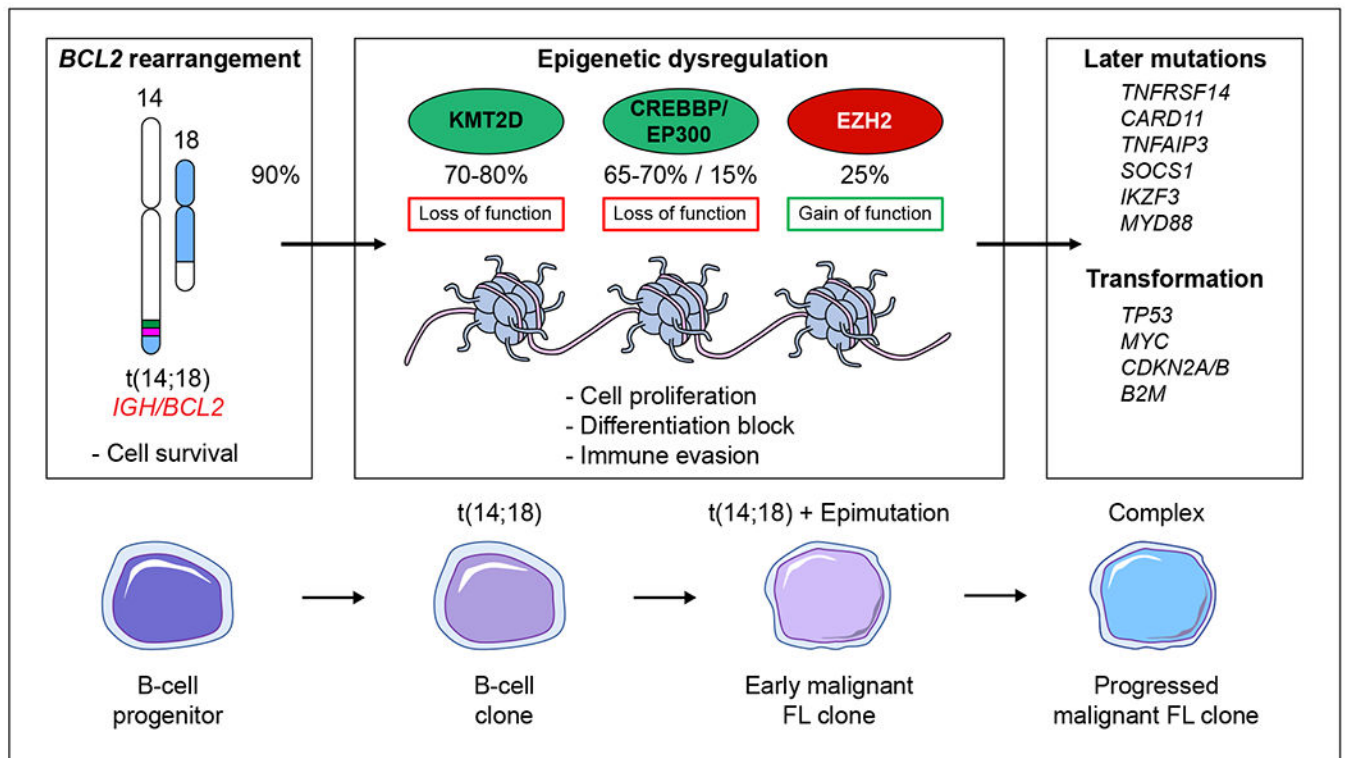 BCL2 rearrangement
14
18
90%
t(14;18)
IGH/BCL2
- Cell survival
Epigenetic dysregulation
KMT2D
CREBBP/
EP300
EZH2
70-80%
65-70% / 15%
25%
Loss of function
Loss of function
Gain of function
- Cell proliferation
- Differentiation block
- Immune evasion
Later mutations
TNFRSF14
CARD11
TNFAIP3
SOCS1
IKZF3
MYD88
Transformation
TP53
MYC
CDKN2A/B
B2M
t(14;18)
t(14;18) + Epimutation
Complex
B-cell
progenitor
B-cell
clone
Early malignant
FL clone
Progressed
malignant FL clone